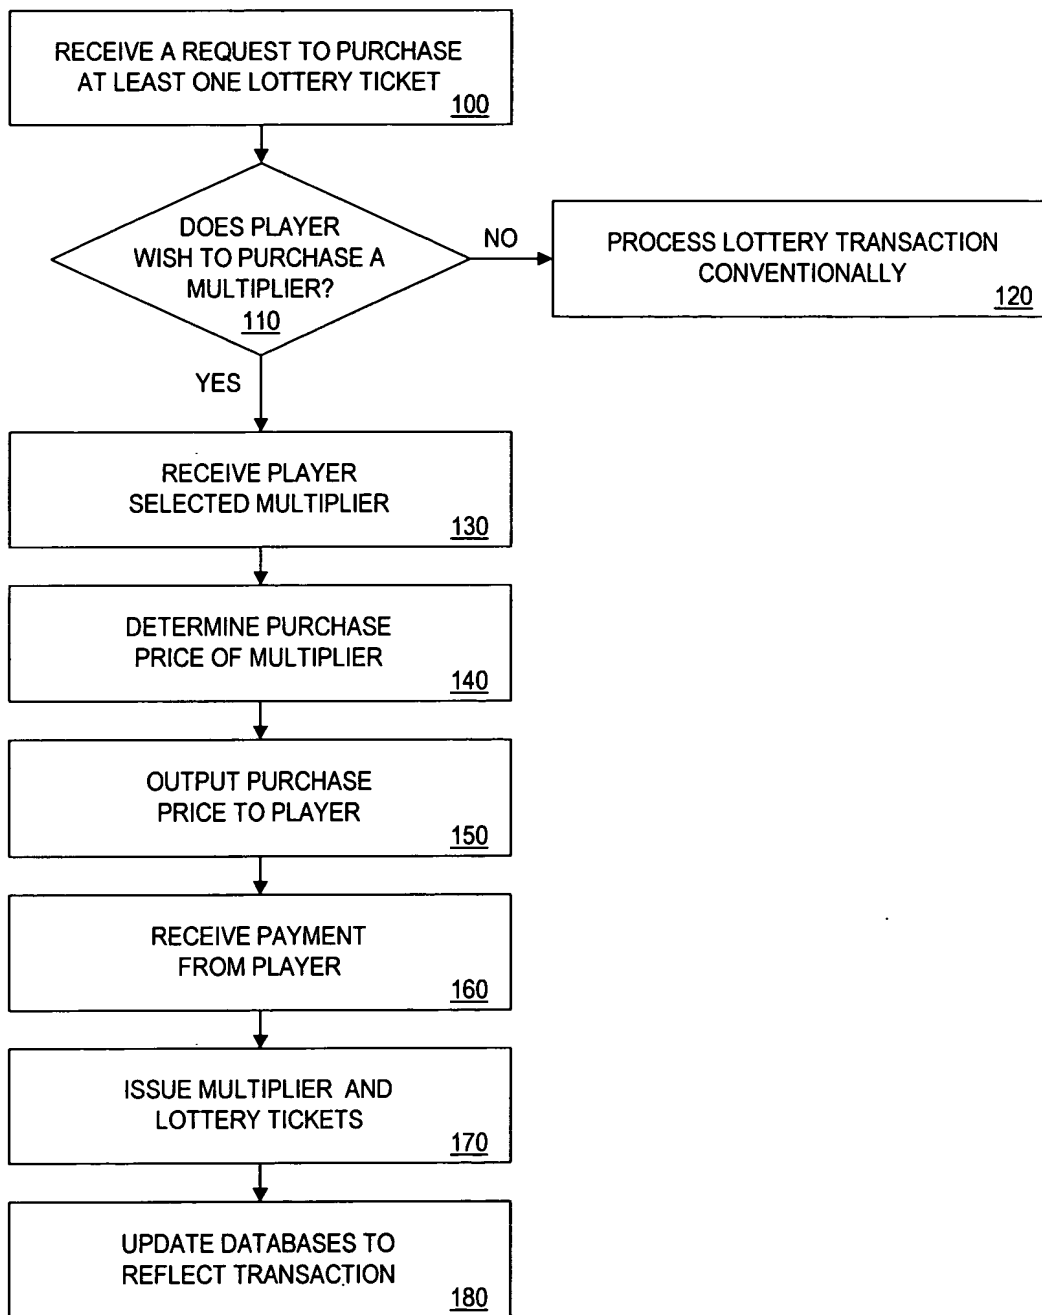 RECEIVE A REQUEST TO PURCHASE
AT LEAST ONE LOTTERY TICKET
100
DOES PLAYER
WISH TO PURCHASE A
MULTIPLIER?
110
NO
PROCESS LOTTERY TRANSACTION
CONVENTIONALLY
120
YES
RECEIVE PLAYER
SELECTED MULTIPLIER
130
DETERMINE PURCHASE
PRICE OF MULTIPLIER
140
OUTPUT PURCHASE
PRICE TO PLAYER
150
RECEIVE PAYMENT
FROM PLAYER
160
ISSUE MULTIPLIER AND
LOTTERY TICKETS
170
UPDATE DATABASES TO
REFLECT TRANSACTION
180